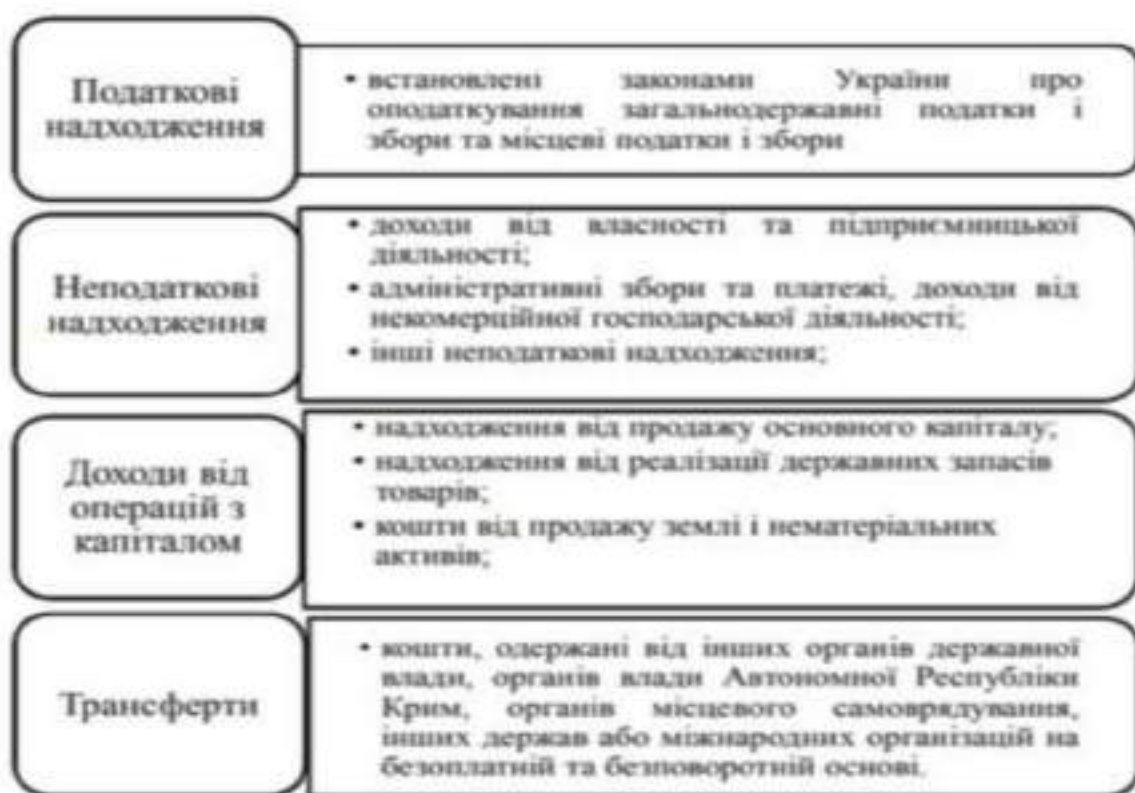 Податкові
надходження
• встановлені законами України про
оподаткування загальнодержавні податки і
збори та місцеві податки і збори
Неподаткові
надходження
• доходи від власності та підприємницької
діяльності;
• адміністративні збори та платежі, доходи від
некомерційної господарської діяльності;
• інші неподаткові надходження;
Доходи від
операцій з
капіталом
• надходження від продажу основного капіталу;
• надходження від реалізації державних запасів
товарів;
• кошти від продажу землі і нематеріальних
активів;
Трансферти
• кошти, одержані від інших органів державної
влади, органів влади Автономної Республіки
Крим, органів місцевого самоврядування,
інших держав або міжнародних організацій на
безоплатній та безповоротній основі.